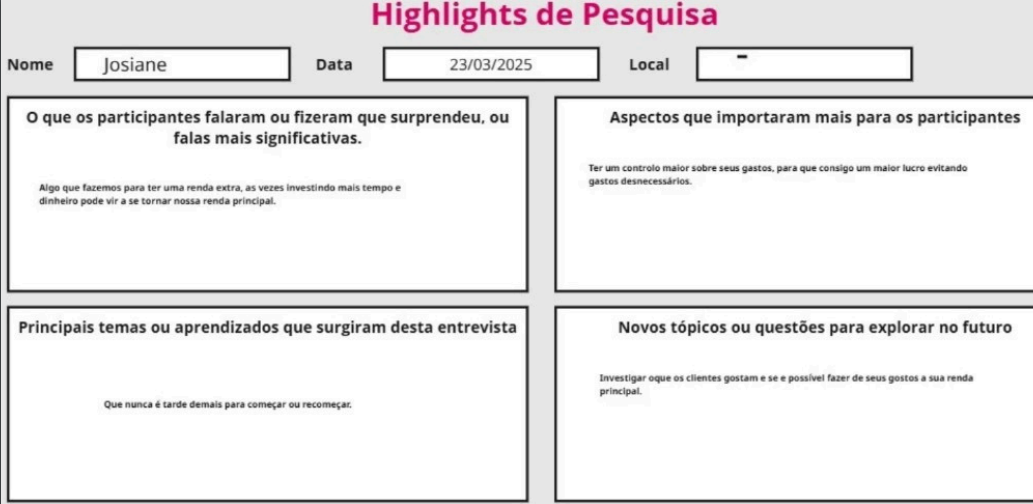 Highlights de Pesquisa
Nome Josiane Data 23/03/2025 Local -
O que os participantes falaram ou fizeram que surpreendeu, ou
falas mais significativas.
Algo que fazemos para ter uma renda extra, as vezes investindo mais tempo e
dinheiro pode vir a se tornar nossa renda principal.
Aspectos que importaram mais para os participantes
Ter um controlo maior sobre seus gastos, para que consigo um maior lucro evitando
gastos desnecessários.
Principais temas ou aprendizados que surgiram desta entrevista
Que nunca é tarde demais para começar ou recomeçar.
Novos tópicos ou questões para explorar no futuro
Investigar oque os clientes gostam e se e possível fazer de seus gostos a sua renda
principal.